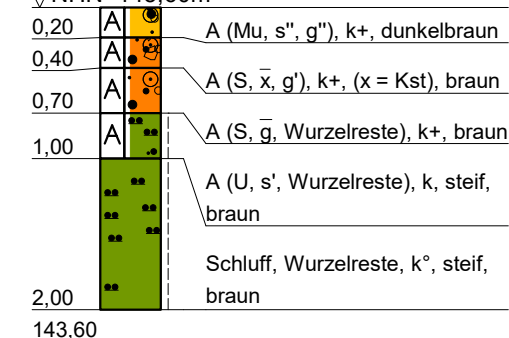 0,20 A A (Mu, s'', g''), k+, dunkelbraun
0,40 A
A (S, x̅, g'), k+, (x = Kst), braun
0,70 A
A (S, g̅, Wurzelreste), k+, braun
1,00 A
A (U, s', Wurzelreste), k, steif,
braun
Schluff, Wurzelreste, k°, steif,
braun
2,00
143,60